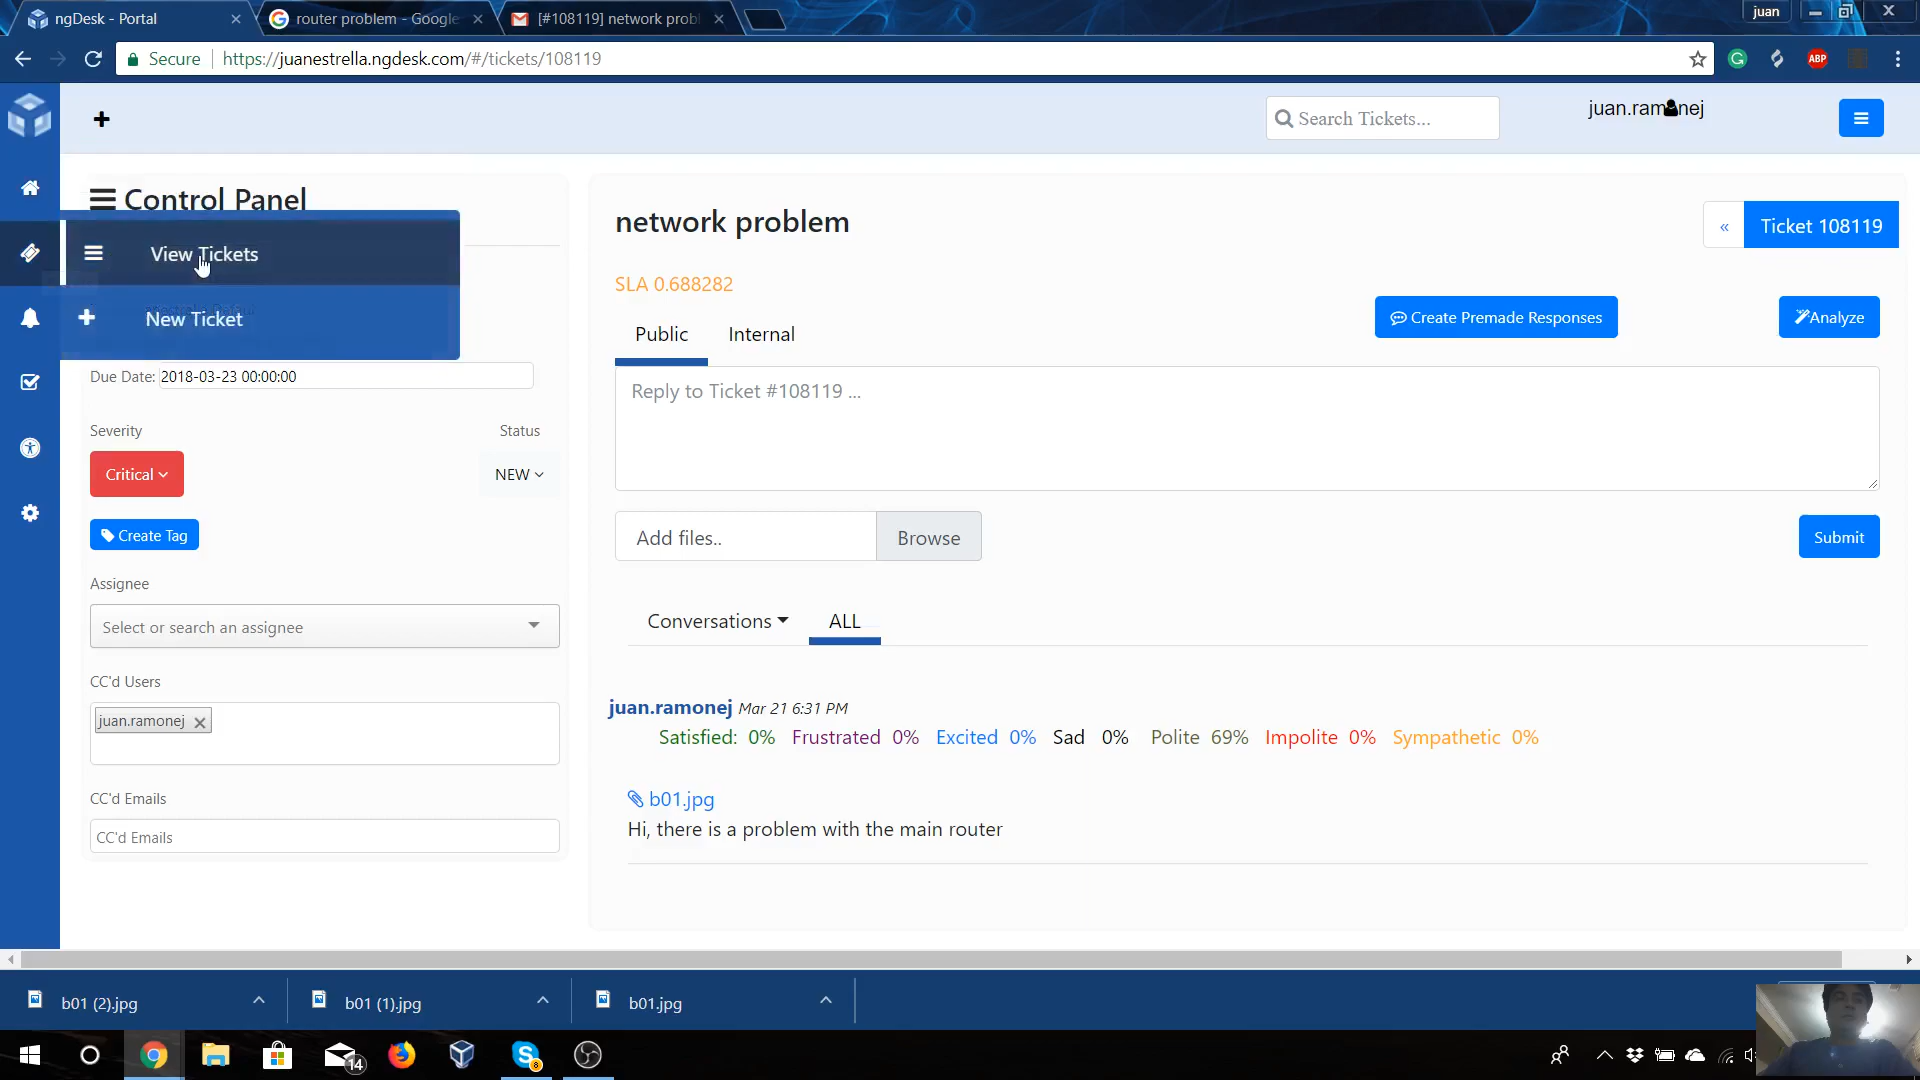 ngDesk - Portal
router problem - Google
[#108119] network prob
juan
Secure
https://juanestrella.ngdesk.com/#/tickets/108119
ABP
Search Tickets...
juan.ramonej
Control Panel
View Tickets
New Ticket
Due Date: 2018-03-23 00:00:00
Severity
Status
Critical
NEW
Create Tag
Assignee
Select or search an assignee
CC'd Users
juan.ramonej
CC'd Emails
CC'd Emails
network problem
« Ticket 108119
SLA 0.688282
Create Premade Responses
Analyze
Public Internal
Reply to Ticket #108119 ...
Add files..
Browse
Submit
Conversations ALL
juan.ramonej Mar 21 6:31 PM
Satisfied: 0% Frustrated 0% Excited 0% Sad 0% Polite 69% Impolite 0% Sympathetic 0%
b01.jpg
Hi, there is a problem with the main router
b01 (2).jpg
b01 (1).jpg
b01.jpg
14
8